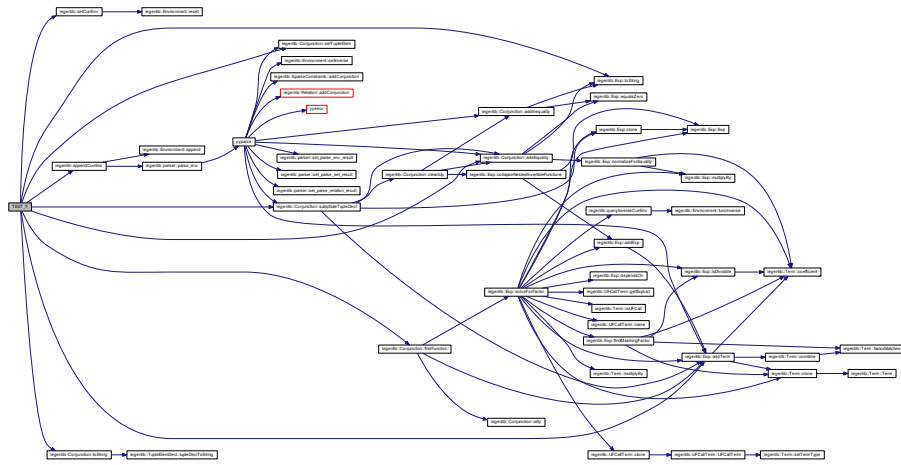 iegenlib::setCurEnv
iegenlib::Environment::reset
iegenlib::Conjunction::setTupleElem
iegenlib::Environment::setInverse
iegenlib::SparseConstraints::addConjunction
iegenlib::Relation::addConjunction
yyerror
yyparse
iegenlib::Environment::append
iegenlib::appendCurEnv
iegenlib::parser::parse_env
iegenlib::parser::set_parse_env_result
iegenlib::parser::set_parse_set_result
iegenlib::parser::set_parse_relation_result
iegenlib::Conjunction::substituteTupleDecl
TEST_F
iegenlib::Conjunction::cleanUp
iegenlib::Conjunction::addInequality
iegenlib::Conjunction::addEquality
iegenlib::Exp::collapseNestedInvertibleFunctions
iegenlib::Exp::toString
iegenlib::Exp::equalsZero
iegenlib::Exp::clone
iegenlib::Exp::Exp
iegenlib::Exp::normalizeForEquality
iegenlib::Exp::multiplyBy
iegenlib::queryInverseCurEnv
iegenlib::Environment::funcInverse
iegenlib::Exp::addExp
iegenlib::Exp::dependsOn
iegenlib::Exp::isDivisible
iegenlib::Term::coefficient
iegenlib::Exp::solveForFactor
iegenlib::UFCallTerm::getExpList
iegenlib::Term::isUFCall
iegenlib::UFCallTerm::name
iegenlib::Exp::findMatchingFactor
iegenlib::Term::factorMatches
iegenlib::Exp::addTerm
iegenlib::Term::combine
iegenlib::Term::multiplyBy
iegenlib::Term::clone
iegenlib::Term::Term
iegenlib::Conjunction::findFunction
iegenlib::Conjunction::arity
iegenlib::Conjunction::toString
iegenlib::TupleElemDecl::tupleDeclToString
iegenlib::UFCallTerm::clone
iegenlib::UFCallTerm::UFCallTerm
iegenlib::Term::setTermType